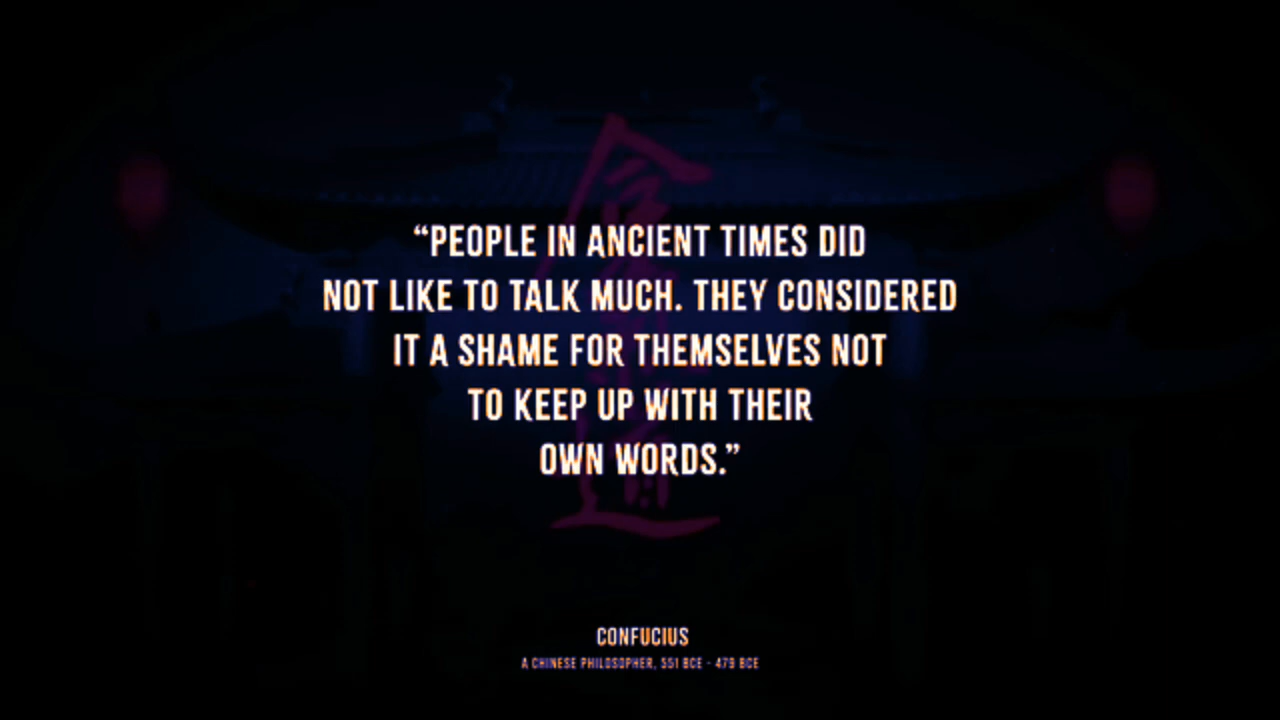 “PEOPLE IN ANCIENT TIMES DID
NOT LIKE TO TALK MUCH. THEY CONSIDERED
IT A SHAME FOR THEMSELVES NOT
TO KEEP UP WITH THEIR
OWN WORDS.”
CONFUCIUS
A CHINESE PHILOSOPHER, 551 BCE - 479 BCE